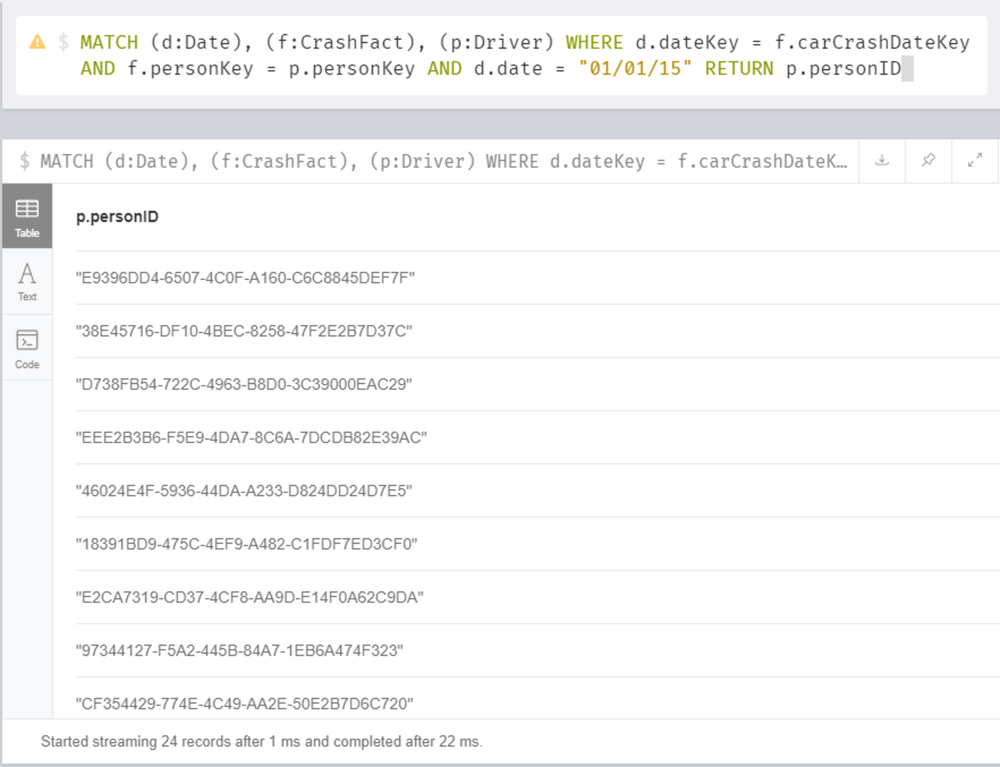 $ MATCH (d:Date), (f:CrashFact), (p:Driver) WHERE d.dateKey = f.carCrashDateKey
AND f.personKey = p.personKey AND d.date = "01/01/15" RETURN p.personID
$ MATCH (d:Date), (f:CrashFact), (p:Driver) WHERE d.dateKey = f.carCrashDateK…
Table
Text
Code
p.personID
"E9396DD4-6507-4C0F-A160-C6C8845DEF7F"
"38E45716-DF10-4BEC-8258-47F2E2B7D37C"
"D738FB54-722C-4963-B8D0-3C39000EAC29"
"EEE2B3B6-F5E9-4DA7-8C6A-7DCDB82E39AC"
"46024E4F-5936-44DA-A233-D824DD24D7E5"
"18391BD9-475C-4EF9-A482-C1FDF7ED3CF0"
"E2CA7319-CD37-4CF8-AA9D-E14F0A62C9DA"
"97344127-F5A2-445B-84A7-1EB6A474F323"
"CF354429-774E-4C49-AA2E-50E2B7D6C720"
Started streaming 24 records after 1 ms and completed after 22 ms.